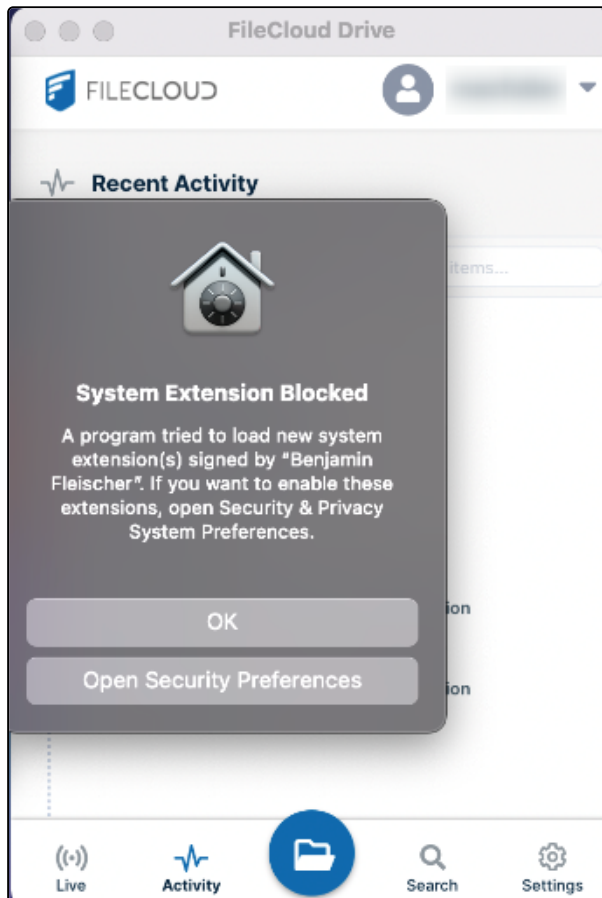 FileCloud Drive
FILECLOUD
Recent Activity
items...
System Extension Blocked
A program tried to load new system
extension(s) signed by “Benjamin
Fleischer”. If you want to enable these
extensions, open Security & Privacy
System Preferences.
OK
ion
Open Security Preferences
ion
Live
Activity
Search
Settings